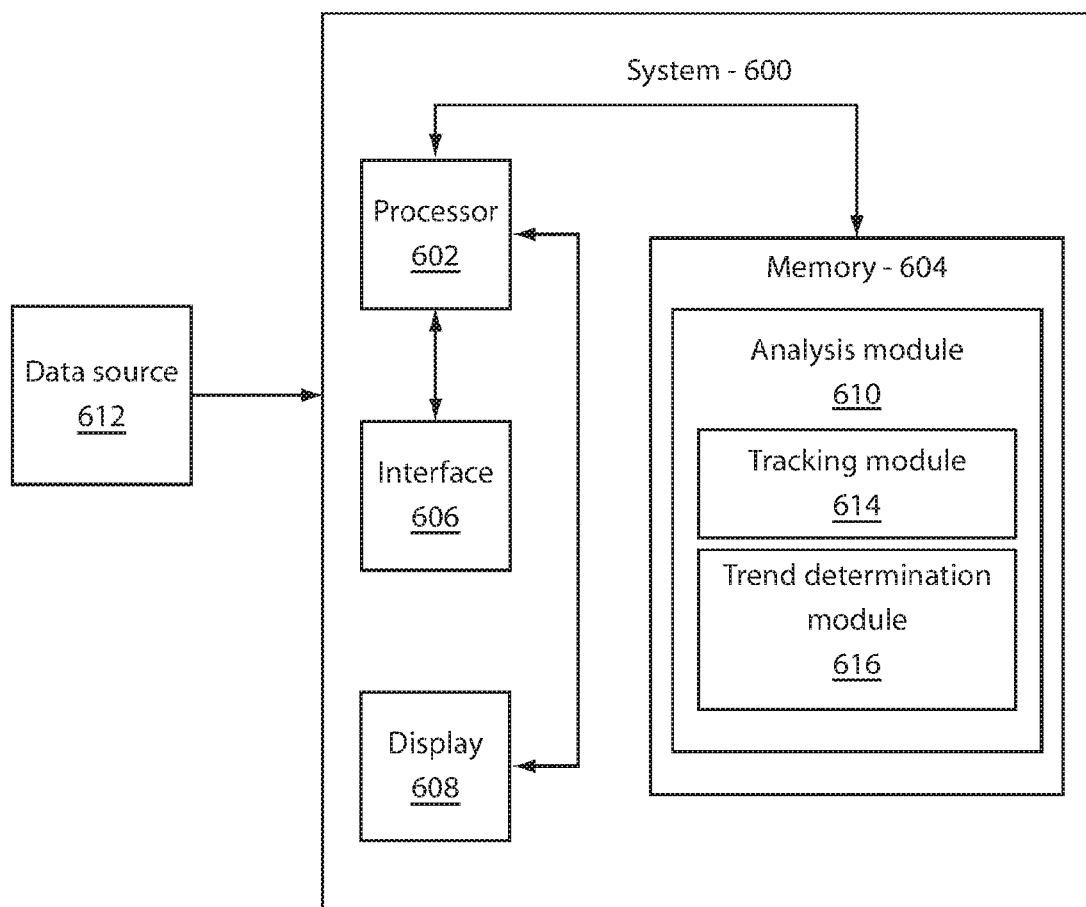 System - 600
Processor
602
Memory - 604
Data source
612
Analysis module
610
Interface
606
Tracking module
614
Trend determination
module
616
Display
608